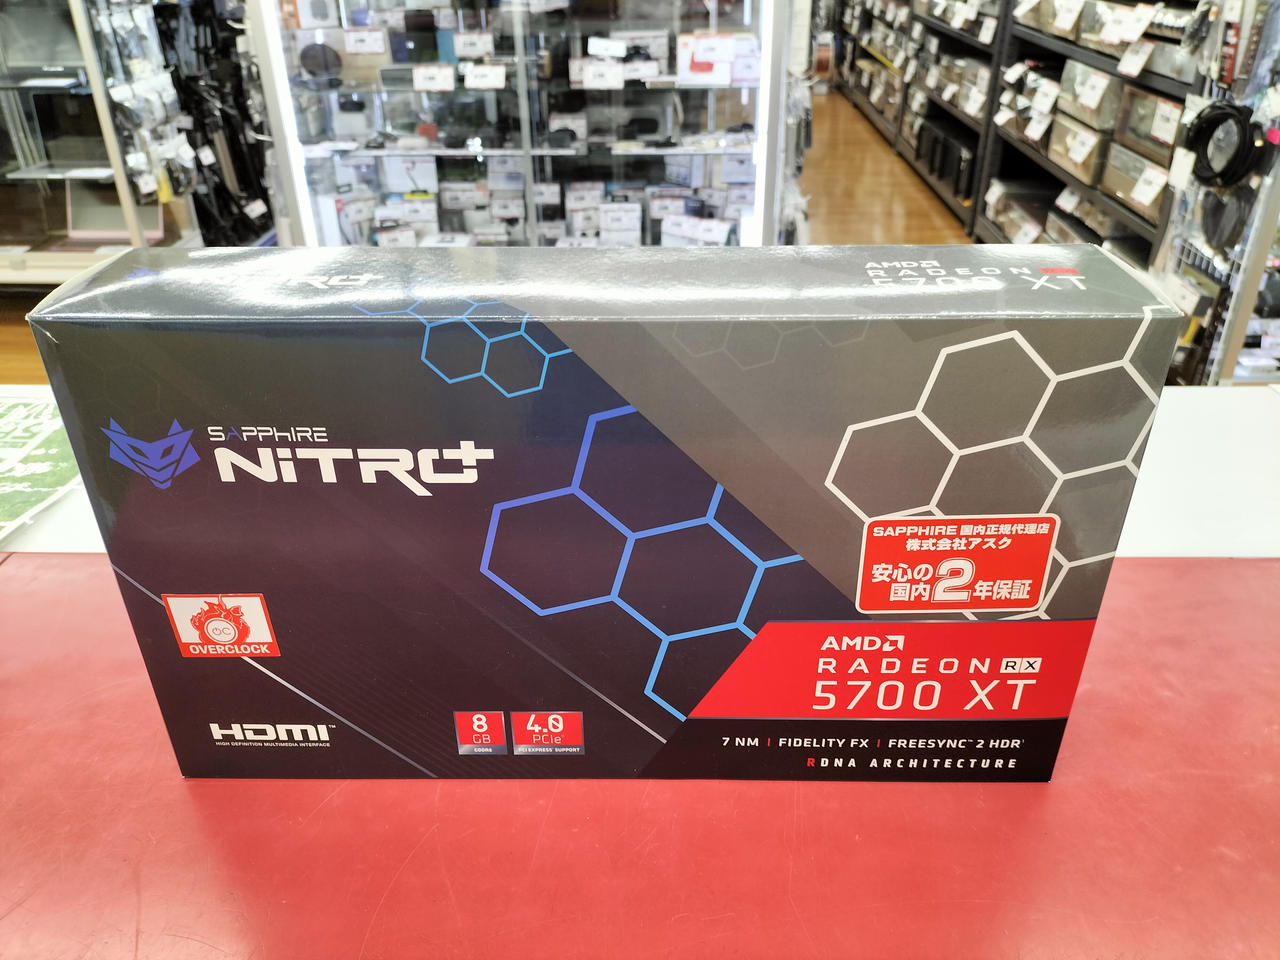 AMD
RADEON RX
5700 XT
SAPPHIRE
NiTRO+
SAPPHIRE 国内正規代理店
株式会社アスク
安心の
国内2年保証
OC
OVERCLOCK
AMD
RADEON RX
5700 XT
HDMI™
HIGH DEFINITION MULTIMEDIA INTERFACE
8
GB
GDDR6
4.0
PCIe®
PCI EXPRESS® SUPPORT
7 NM | FIDELITY FX | FREESYNC™ 2 HDR
RDNA ARCHITECTURE